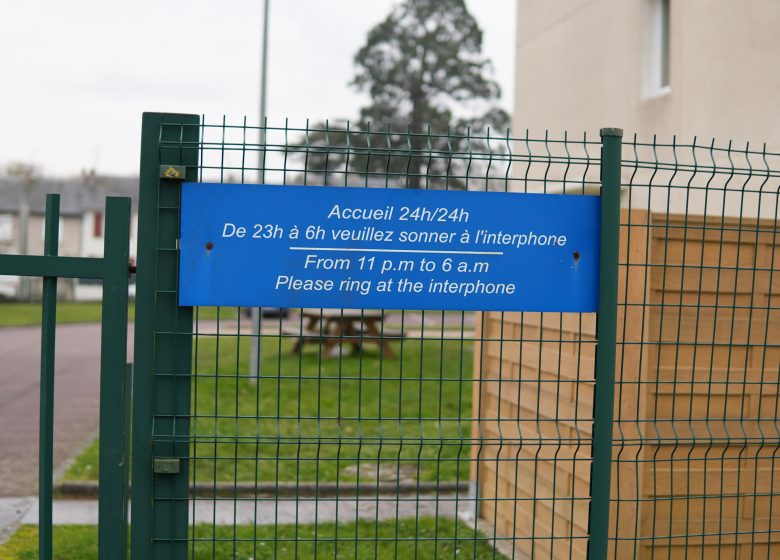 Accueil 24h/24h
De 23h à 6h veuillez sonner à l'interphone
From 11 p.m to 6 a.m
Please ring at the interphone